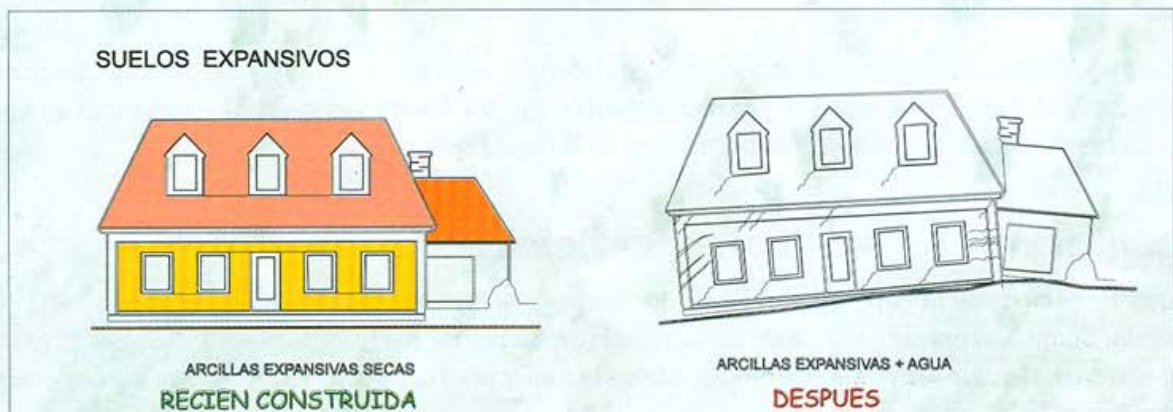 SUELOS EXPANSIVOS
ARCILLAS EXPANSIVAS SECAS
RECIEN CONSTRUIDA
ARCILLAS EXPANSIVAS + AGUA
DESPUES